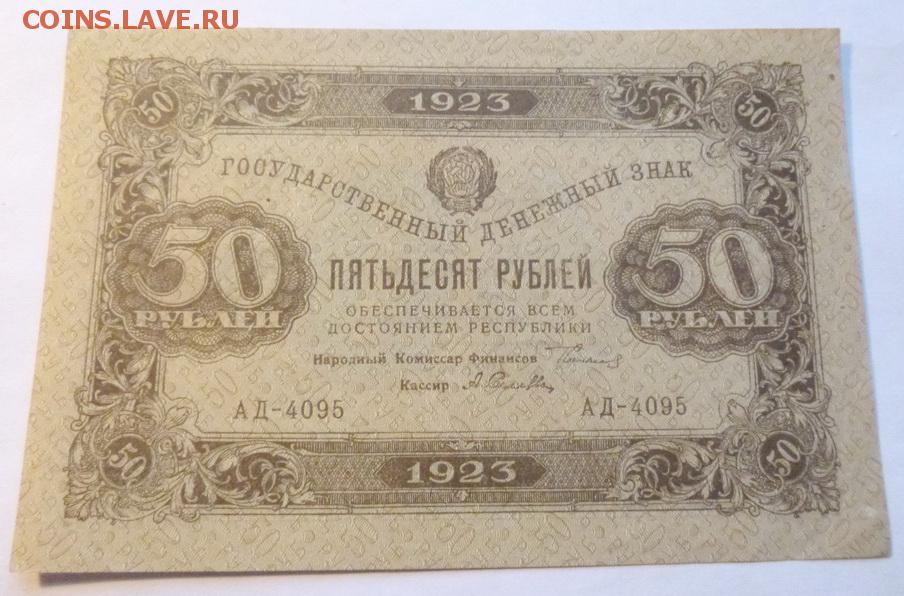 COINS.LAVE.RU
50 1923 50
ГОСУДАРСТВЕННЫЙ ДЕНЕЖНЫЙ ЗНАК
50 ПЯТЬДЕСЯТ РУБЛЕЙ 50
РУБЛЕЙ ОБЕСПЕЧИВАЕТСЯ ВСЕМ РУБЛЕЙ
ДОСТОЯНИЕМ РЕСПУБЛИКИ
Народный Комиссар Финансов
Кассир
АД-4095 АД-4095
50 1923 50